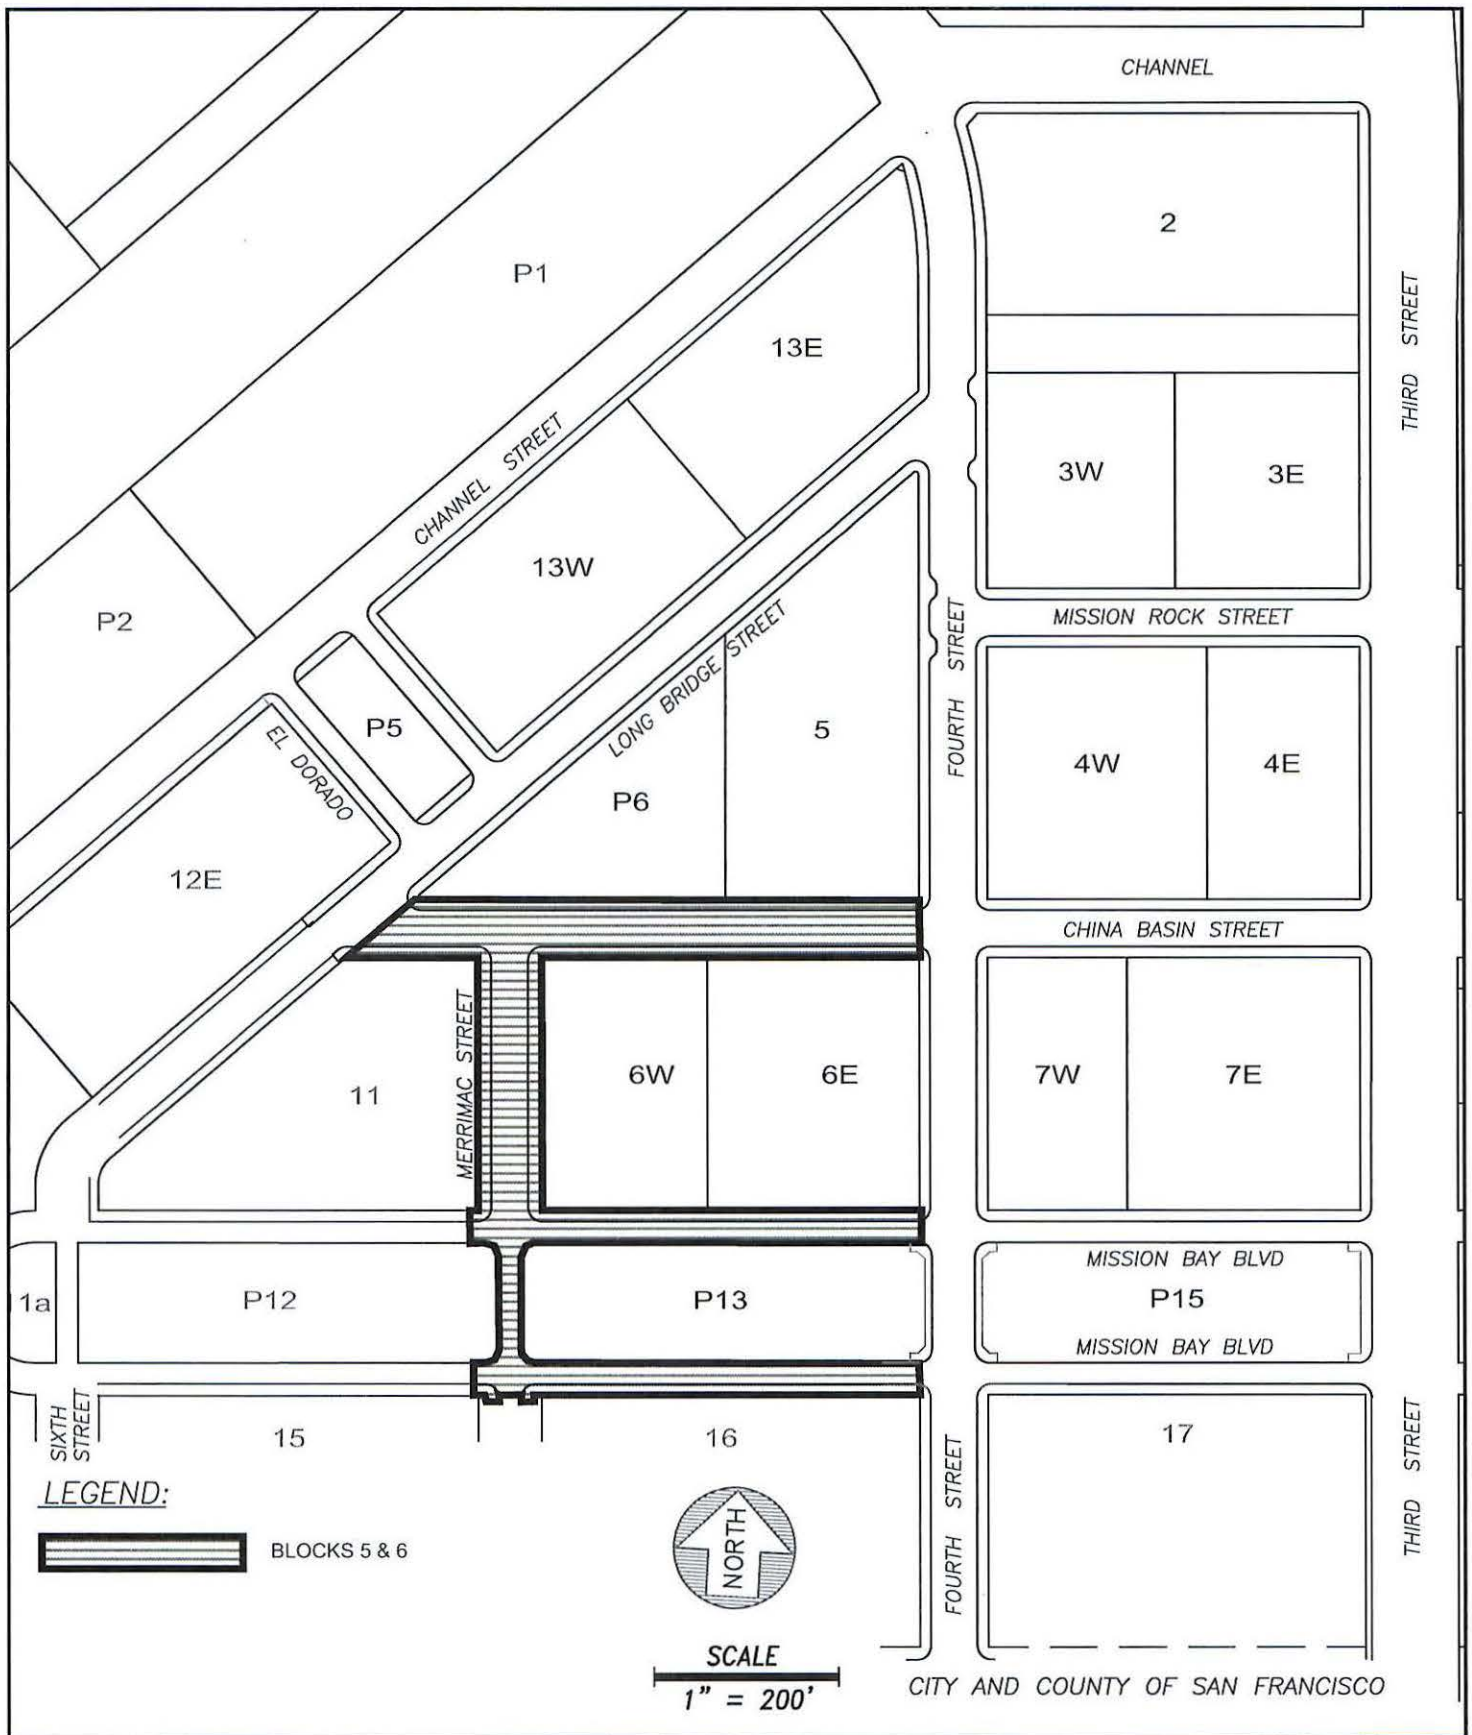 CHANNEL
2
P1
THIRD STREET
13E
CHANNEL STREET
3W
3E
13W
P2
MISSION ROCK STREET
LONG BRIDGE STREET
FOURTH STREET
P5
EL DORADO
5
4W
4E
P6
12E
CHINA BASIN STREET
MERRIMAC STREET
11
6W
6E
7W
7E
MISSION BAY BLVD
1a
P12
P13
P15
MISSION BAY BLVD
SIXTH
STREET
15
16
17
FOURTH STREET
THIRD STREET
LEGEND:
BLOCKS 5 & 6
NORTH
SCALE
1" = 200'
CITY AND COUNTY OF SAN FRANCISCO